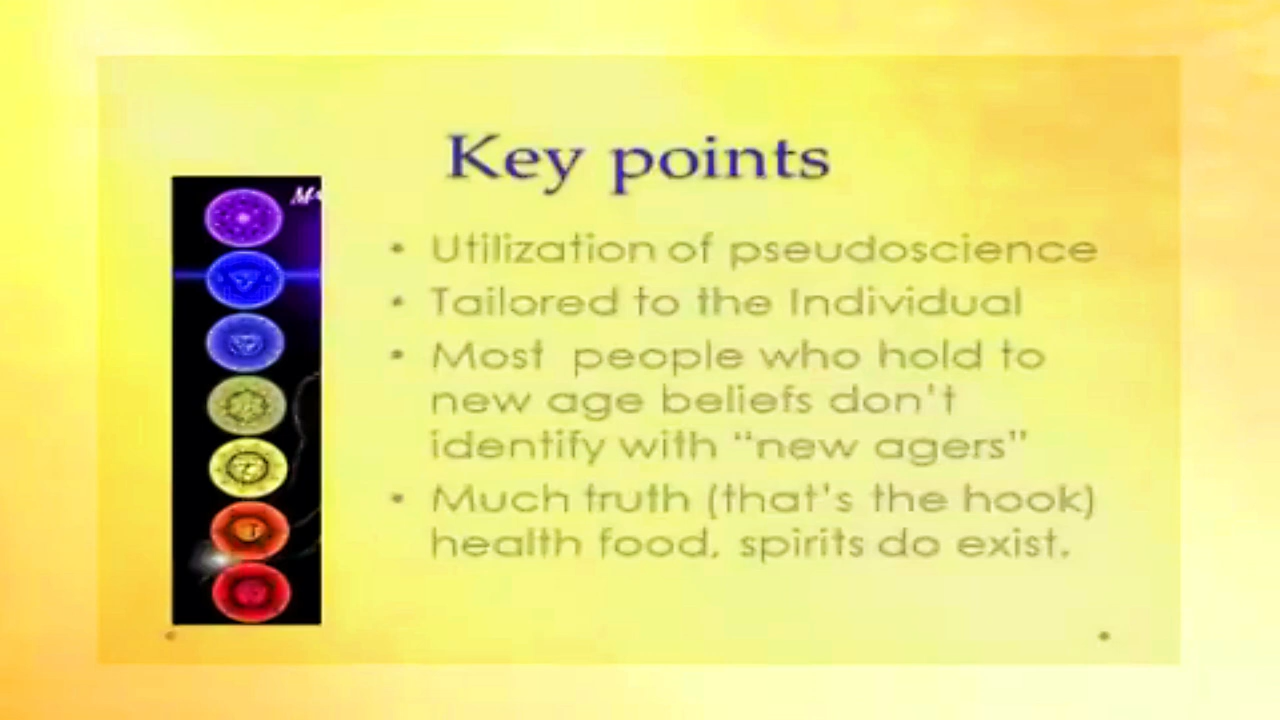 Key points
• Utilization of pseudoscience
• Tailored to the Individual
• Most people who hold to
new age beliefs don't
identify with “new agers”
• Much truth (that's the hook)
health food, spirits do exist.